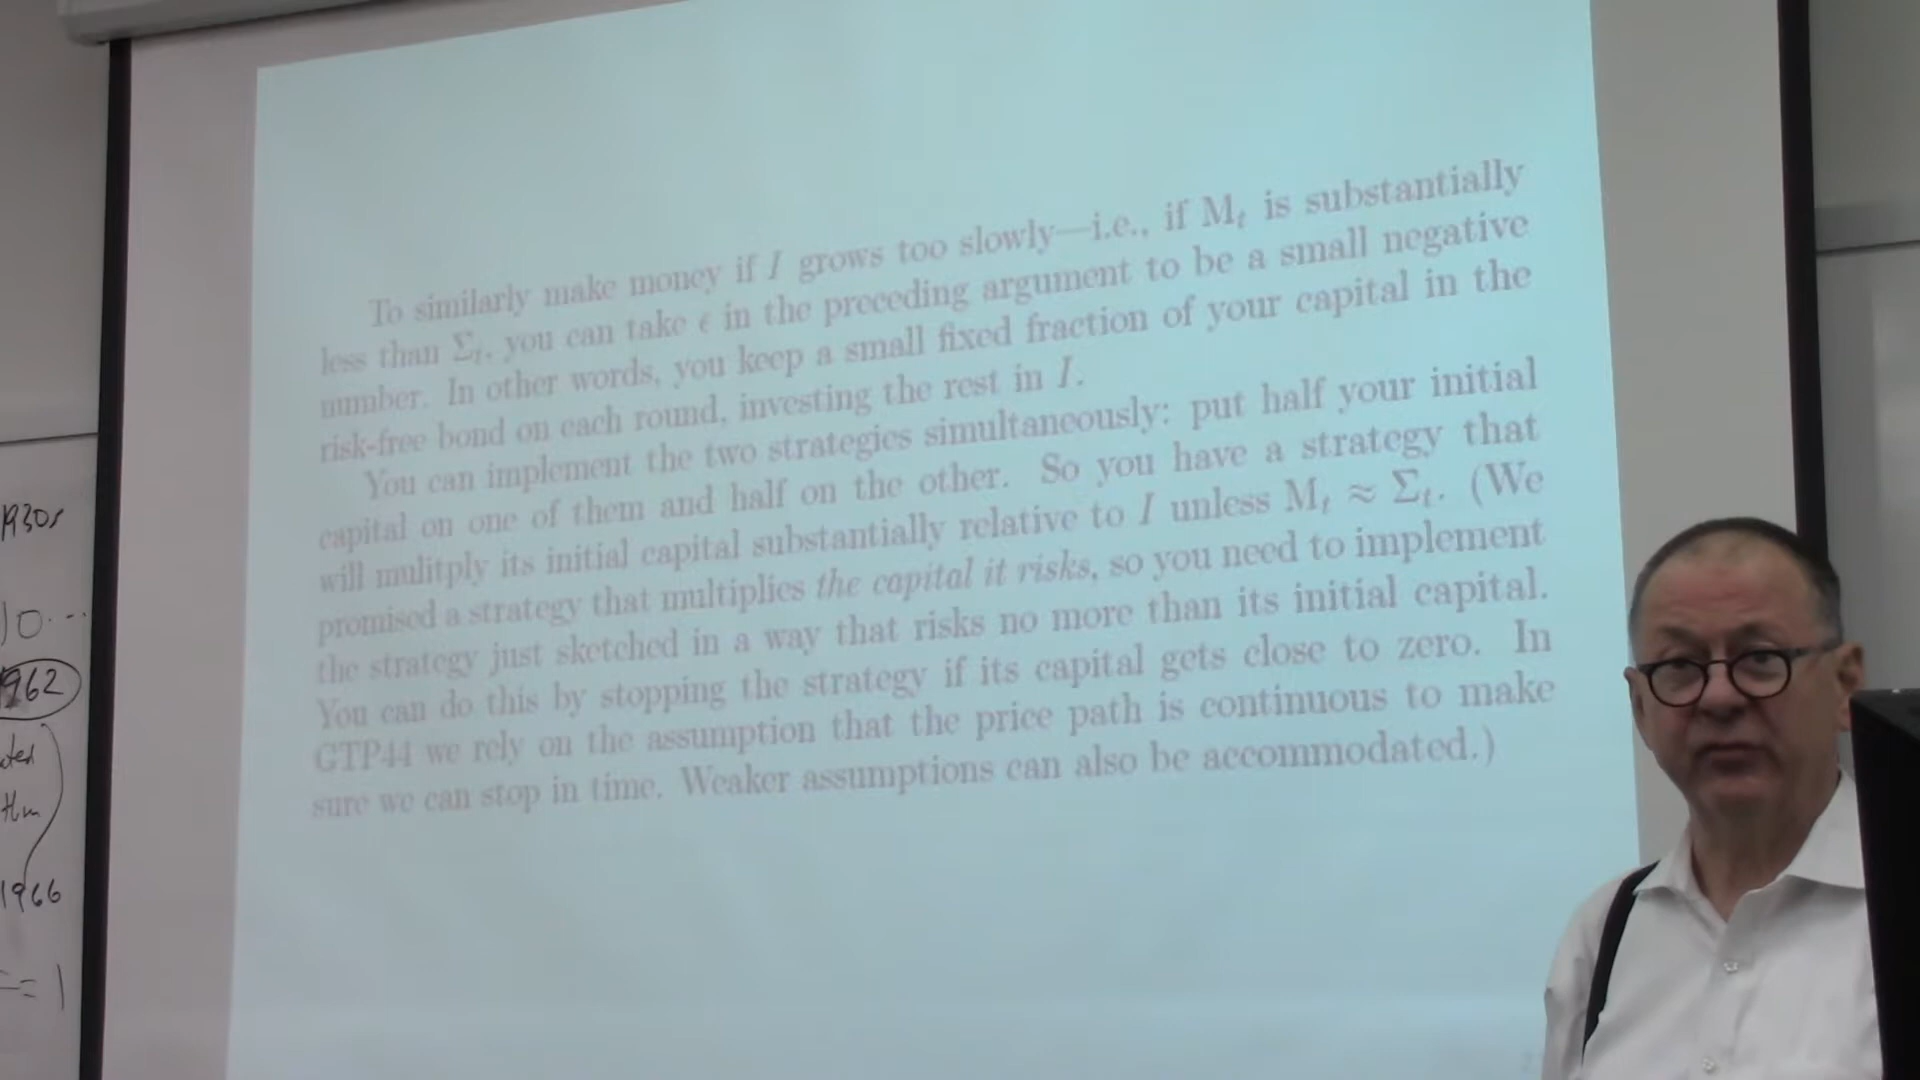 To similarly make money if I grows too slowly—i.e., if Mₜ is substantially
less than Σₜ, you can take ϵ in the preceding argument to be a small negative
number. In other words, you keep a small fixed fraction of your capital in the
risk-free bond on each round, investing the rest in I.
You can implement the two strategies simultaneously: put half your initial
capital on one of them and half on the other. So you have a strategy that
will mulitply its initial capital substantially relative to I unless Mₜ ≈ Σₜ. (We
promised a strategy that multiplies the capital it risks, so you need to implement
the strategy just sketched in a way that risks no more than its initial capital.
You can do this by stopping the strategy if its capital gets close to zero. In
GTP44 we rely on the assumption that the price path is continuous to make
sure we can stop in time. Weaker assumptions can also be accommodated.)
1930s
10...
1962
1966
= 1